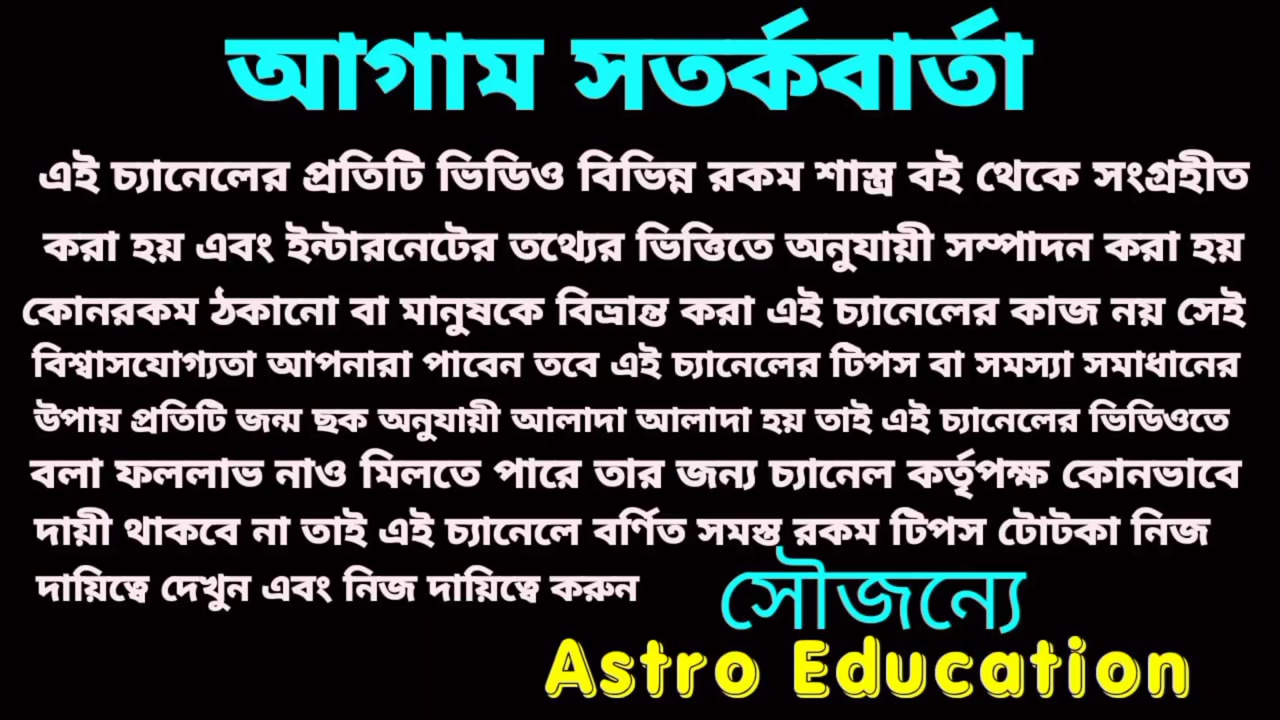 আগাম সতর্কবার্তা
এই চ্যানেলের প্রতিটি ভিডিও বিভিন্ন রকম শাস্ত্র বই থেকে সংগ্রহীত
করা হয় এবং ইন্টারনেটের তথ্যের ভিত্তিতে অনুযায়ী সম্পাদন করা হয়
কোনরকম ঠকানো বা মানুষকে বিভ্রান্ত করা এই চ্যানেলের কাজ নয় সেই
বিশ্বাসযোগ্যতা আপনারা পাবেন তবে এই চ্যানেলের টিপস বা সমস্যা সমাধানের
উপায় প্রতিটি জন্ম ছক অনুযায়ী আলাদা আলাদা হয় তাই এই চ্যানেলের ভিডিওতে
বলা ফললাভ নাও মিলতে পারে তার জন্য চ্যানেল কর্তৃপক্ষ কোনভাবে
দায়ী থাকবে না তাই এই চ্যানেলে বর্ণিত সমস্ত রকম টিপস টোটকা নিজ
দায়িত্বে দেখুন এবং নিজ দায়িত্বে করুন
সৌজন্যে
Astro Education